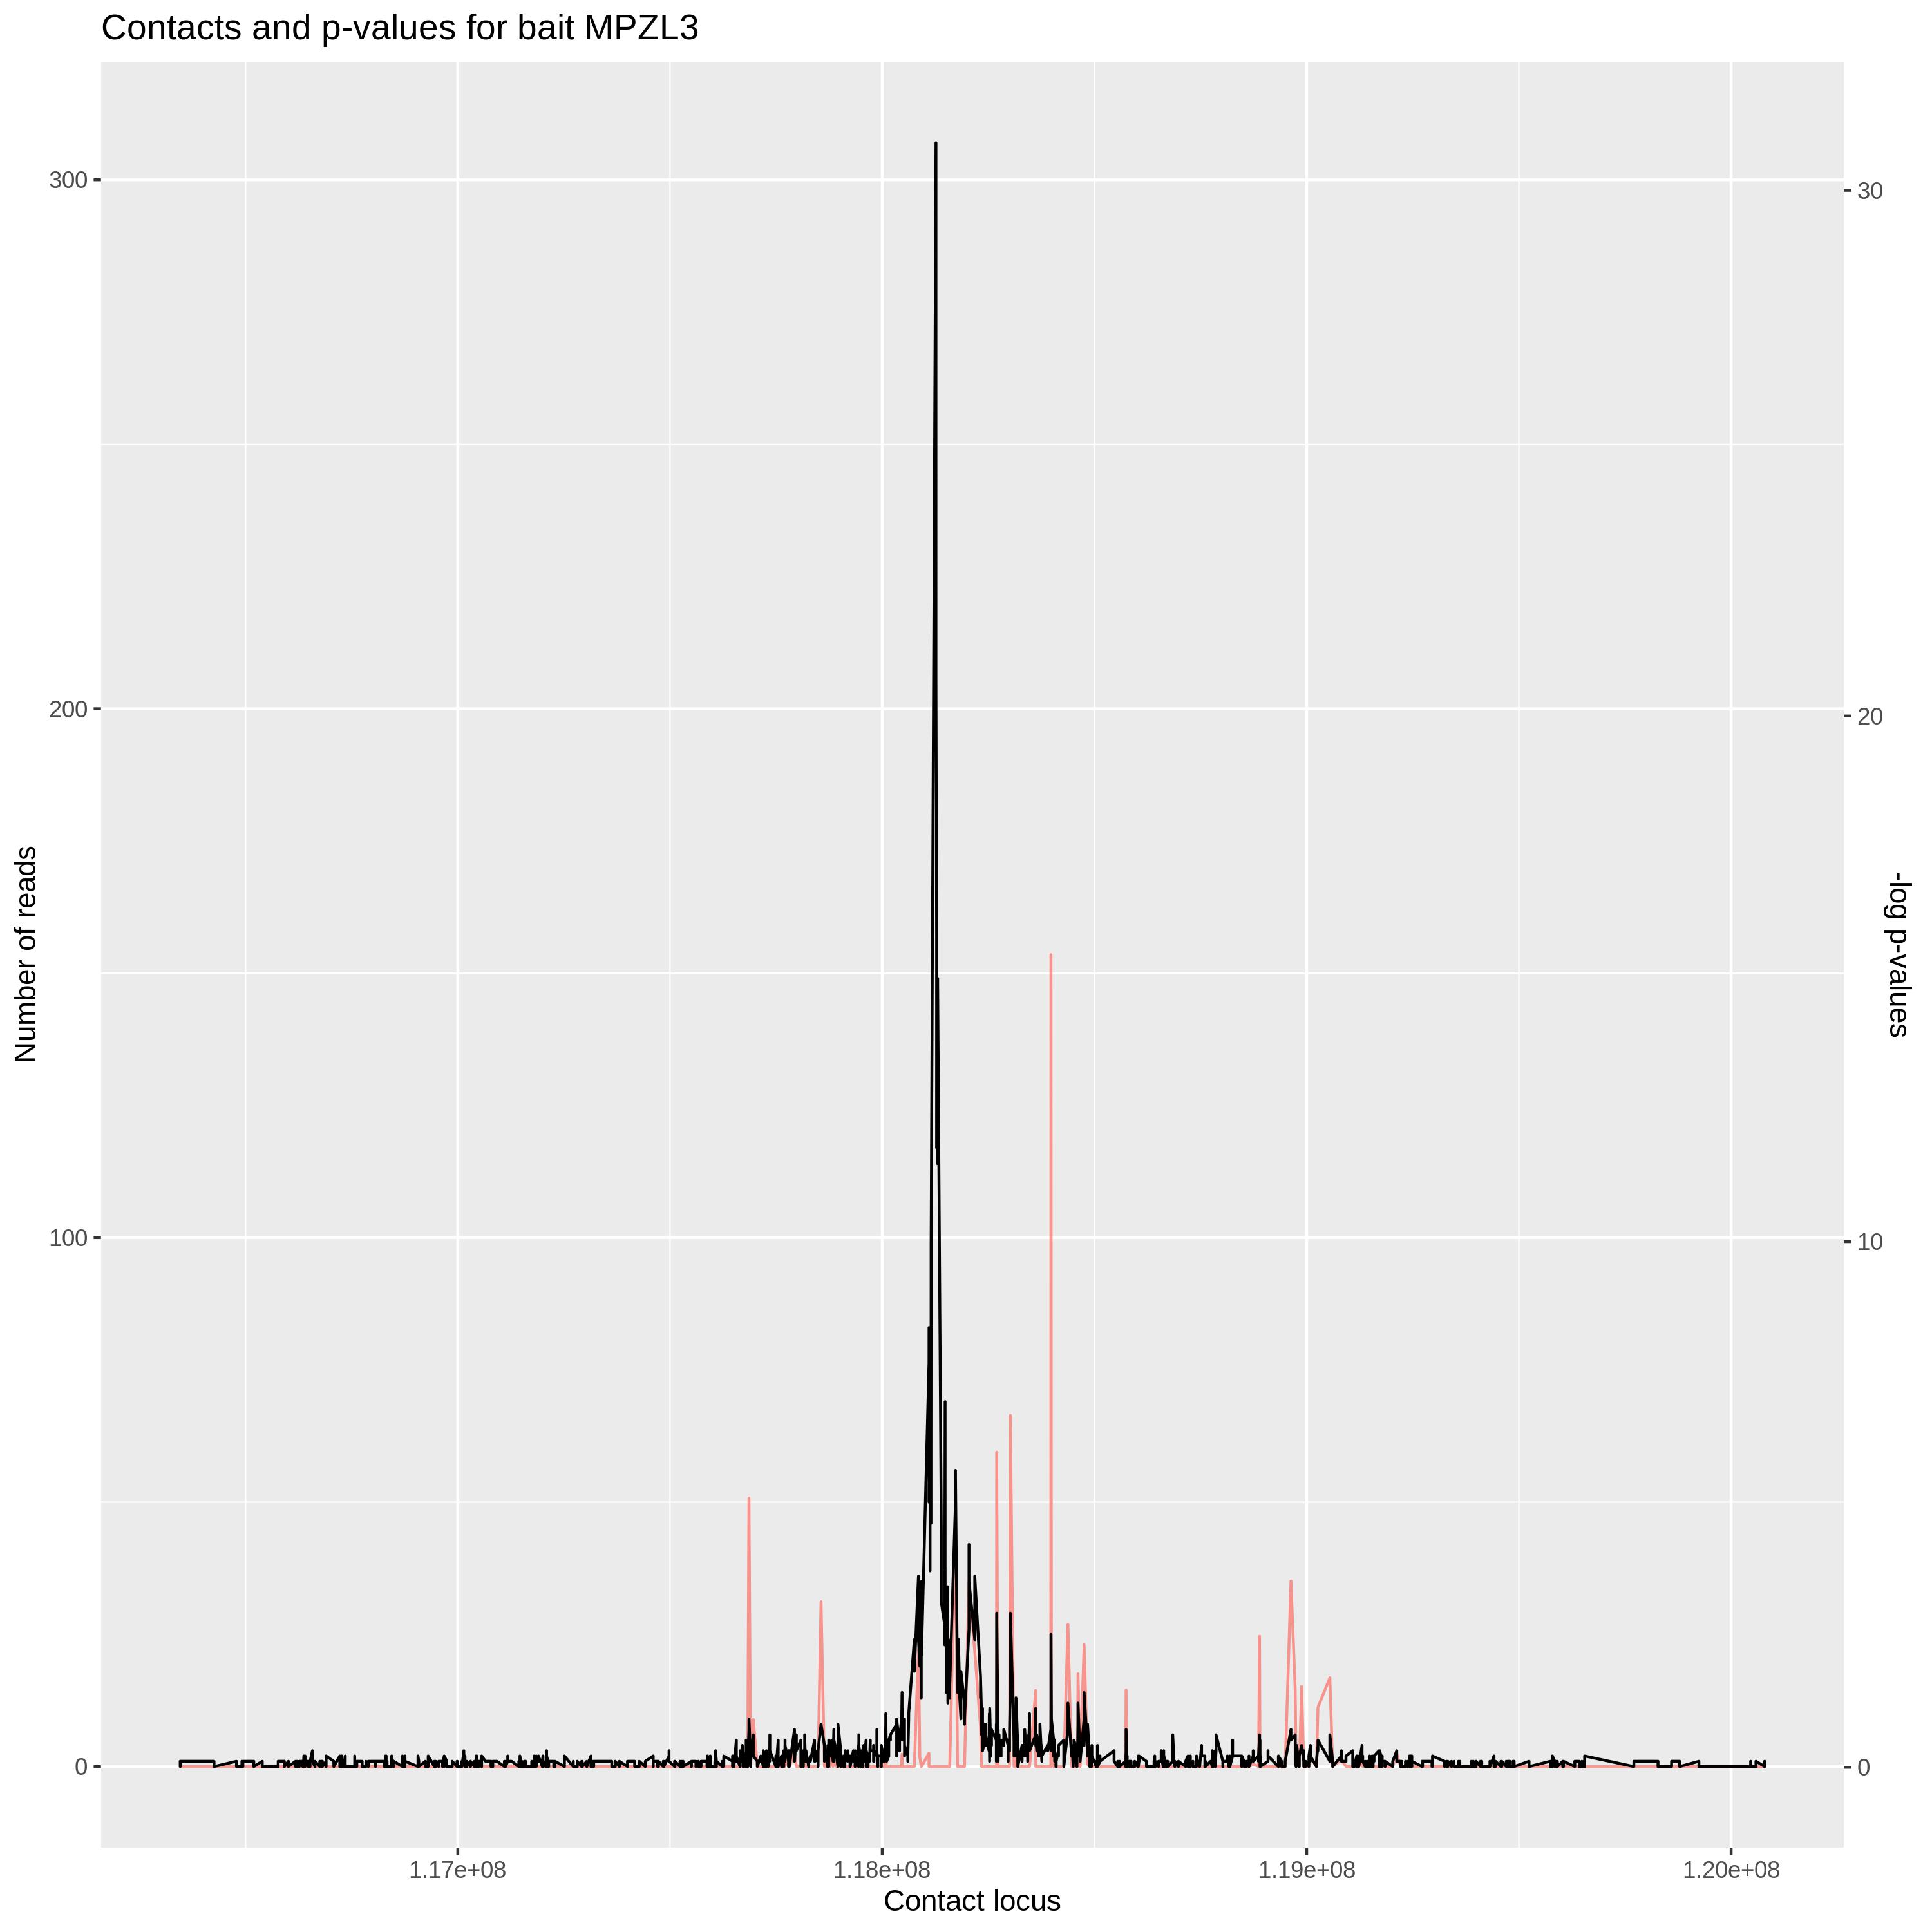 Contacts and p-values for bait MPZL3
300
200
100
0
Number of reads
30
20
10
0
-log p-values
1.17e+08
1.18e+08
1.19e+08
1.20e+08
Contact locus